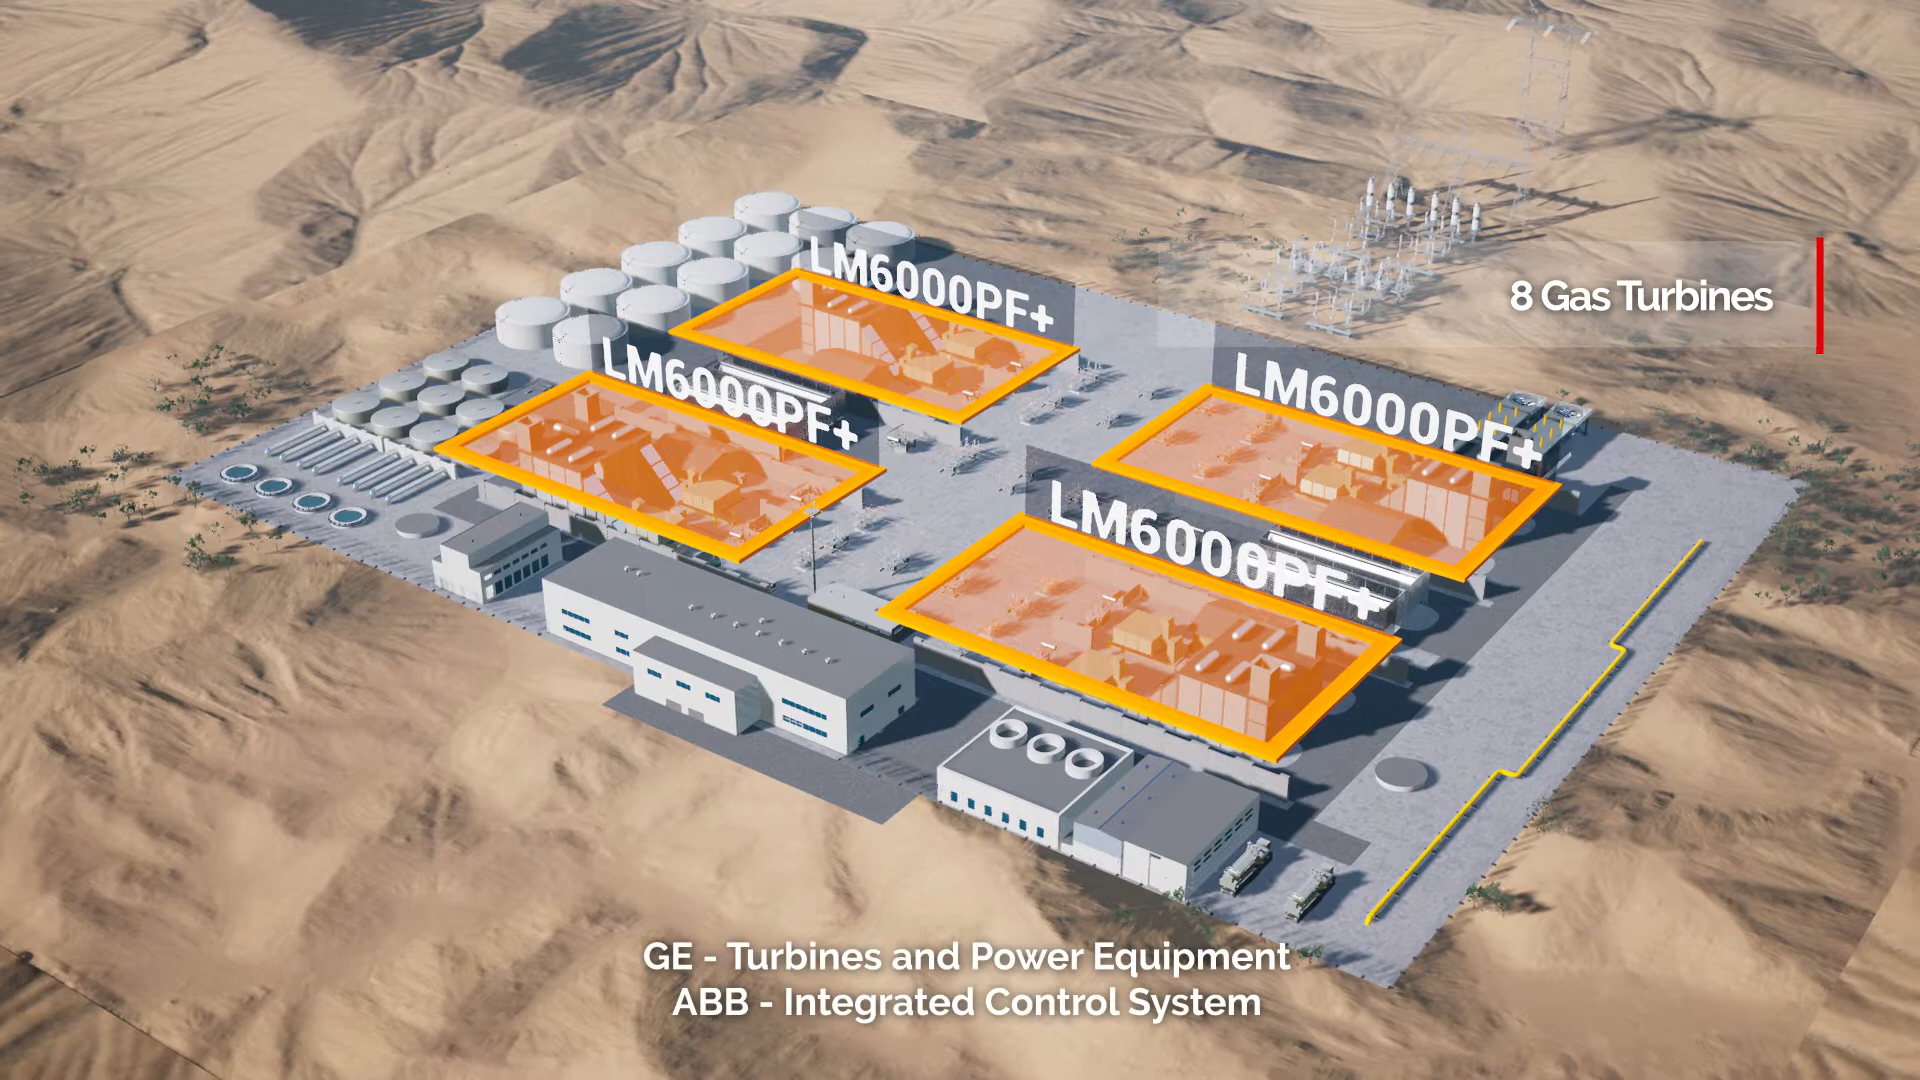 LM6000PF+
8 Gas Turbines
LM6000PF+
LM6000PF+
LM6000PF+
GE - Turbines and Power Equipment
ABB - Integrated Control System